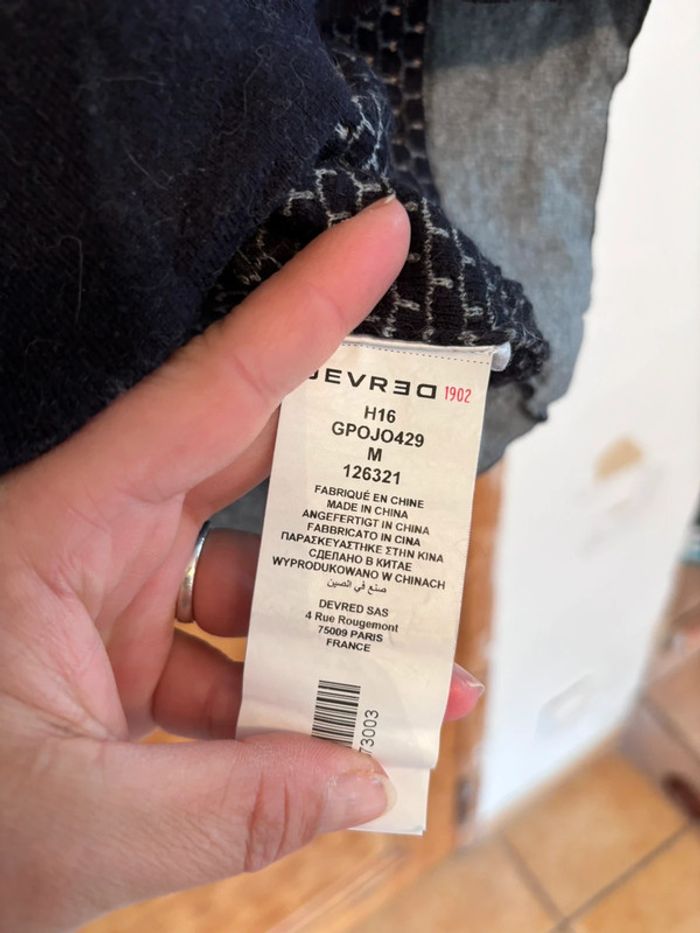 DEVRED 1902
H16
GPOJO429
M
126321
FABRIQUÉ EN CHINE
MADE IN CHINA
ANGEFERTIGT IN CHINA
FABBRICATO IN CINA
ΠΑΡΑΣΚΕΥΑΣΤΗΚΕ ΣΤΗΝ ΚΙΝΑ
СДЕЛАНО В КИТАЕ
WYPRODUKOWANO W CHINACH
صنع في الصين
DEVRED SAS
4 Rue Rougemont
75009 PARIS
FRANCE
73003